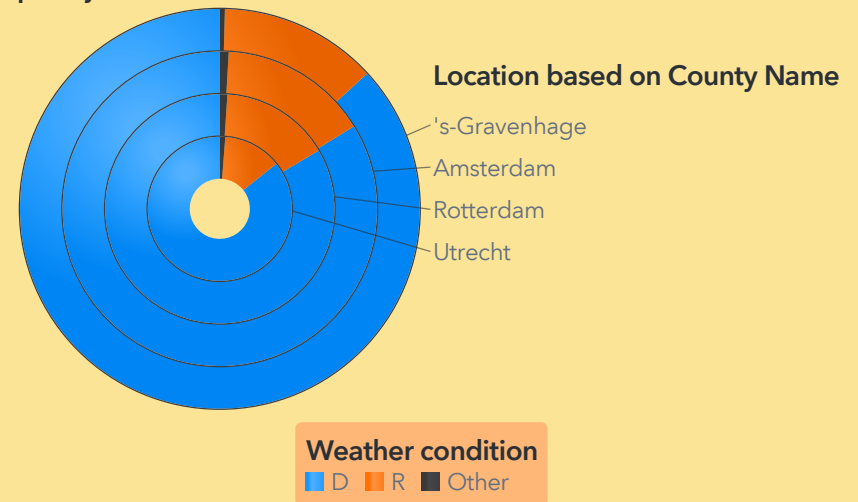 Location based on County Name
's-Gravenhage
Amsterdam
Rotterdam
Utrecht
Weather condition
D R Other